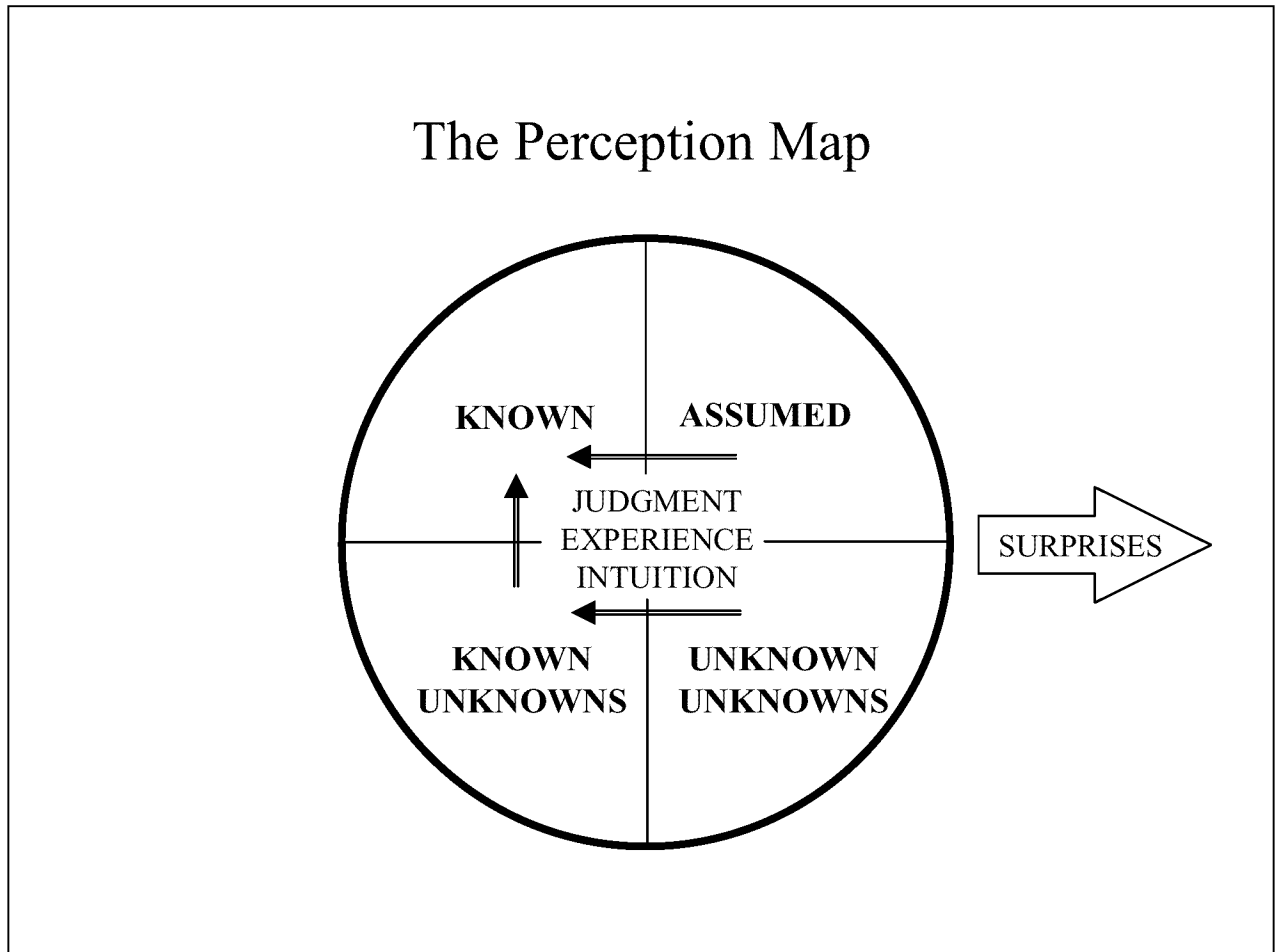 The Perception Map
KNOWN
ASSUMED
JUDGMENT
EXPERIENCE
INTUITION
SURPRISES
KNOWN
UNKNOWNS
UNKNOWN
UNKNOWNS